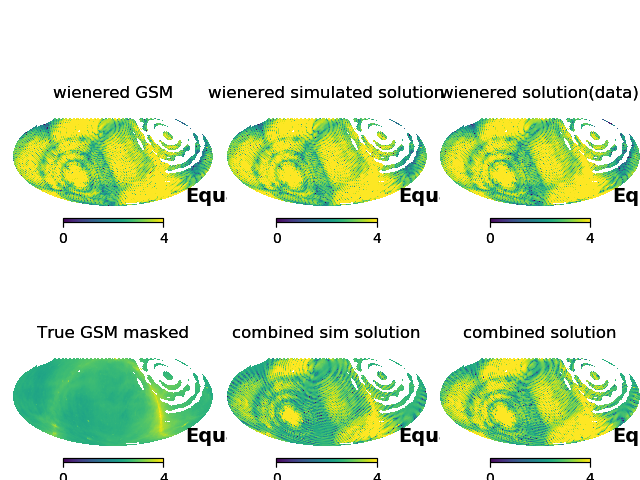 wienered GSM
wienered simulated solution
wienered solution(data)
Equ
Equ
Eq
0 4
0 4
0 4
True GSM masked
combined sim solution
combined solution
Equ
Equ
Eq
0 4
0 4
0 4